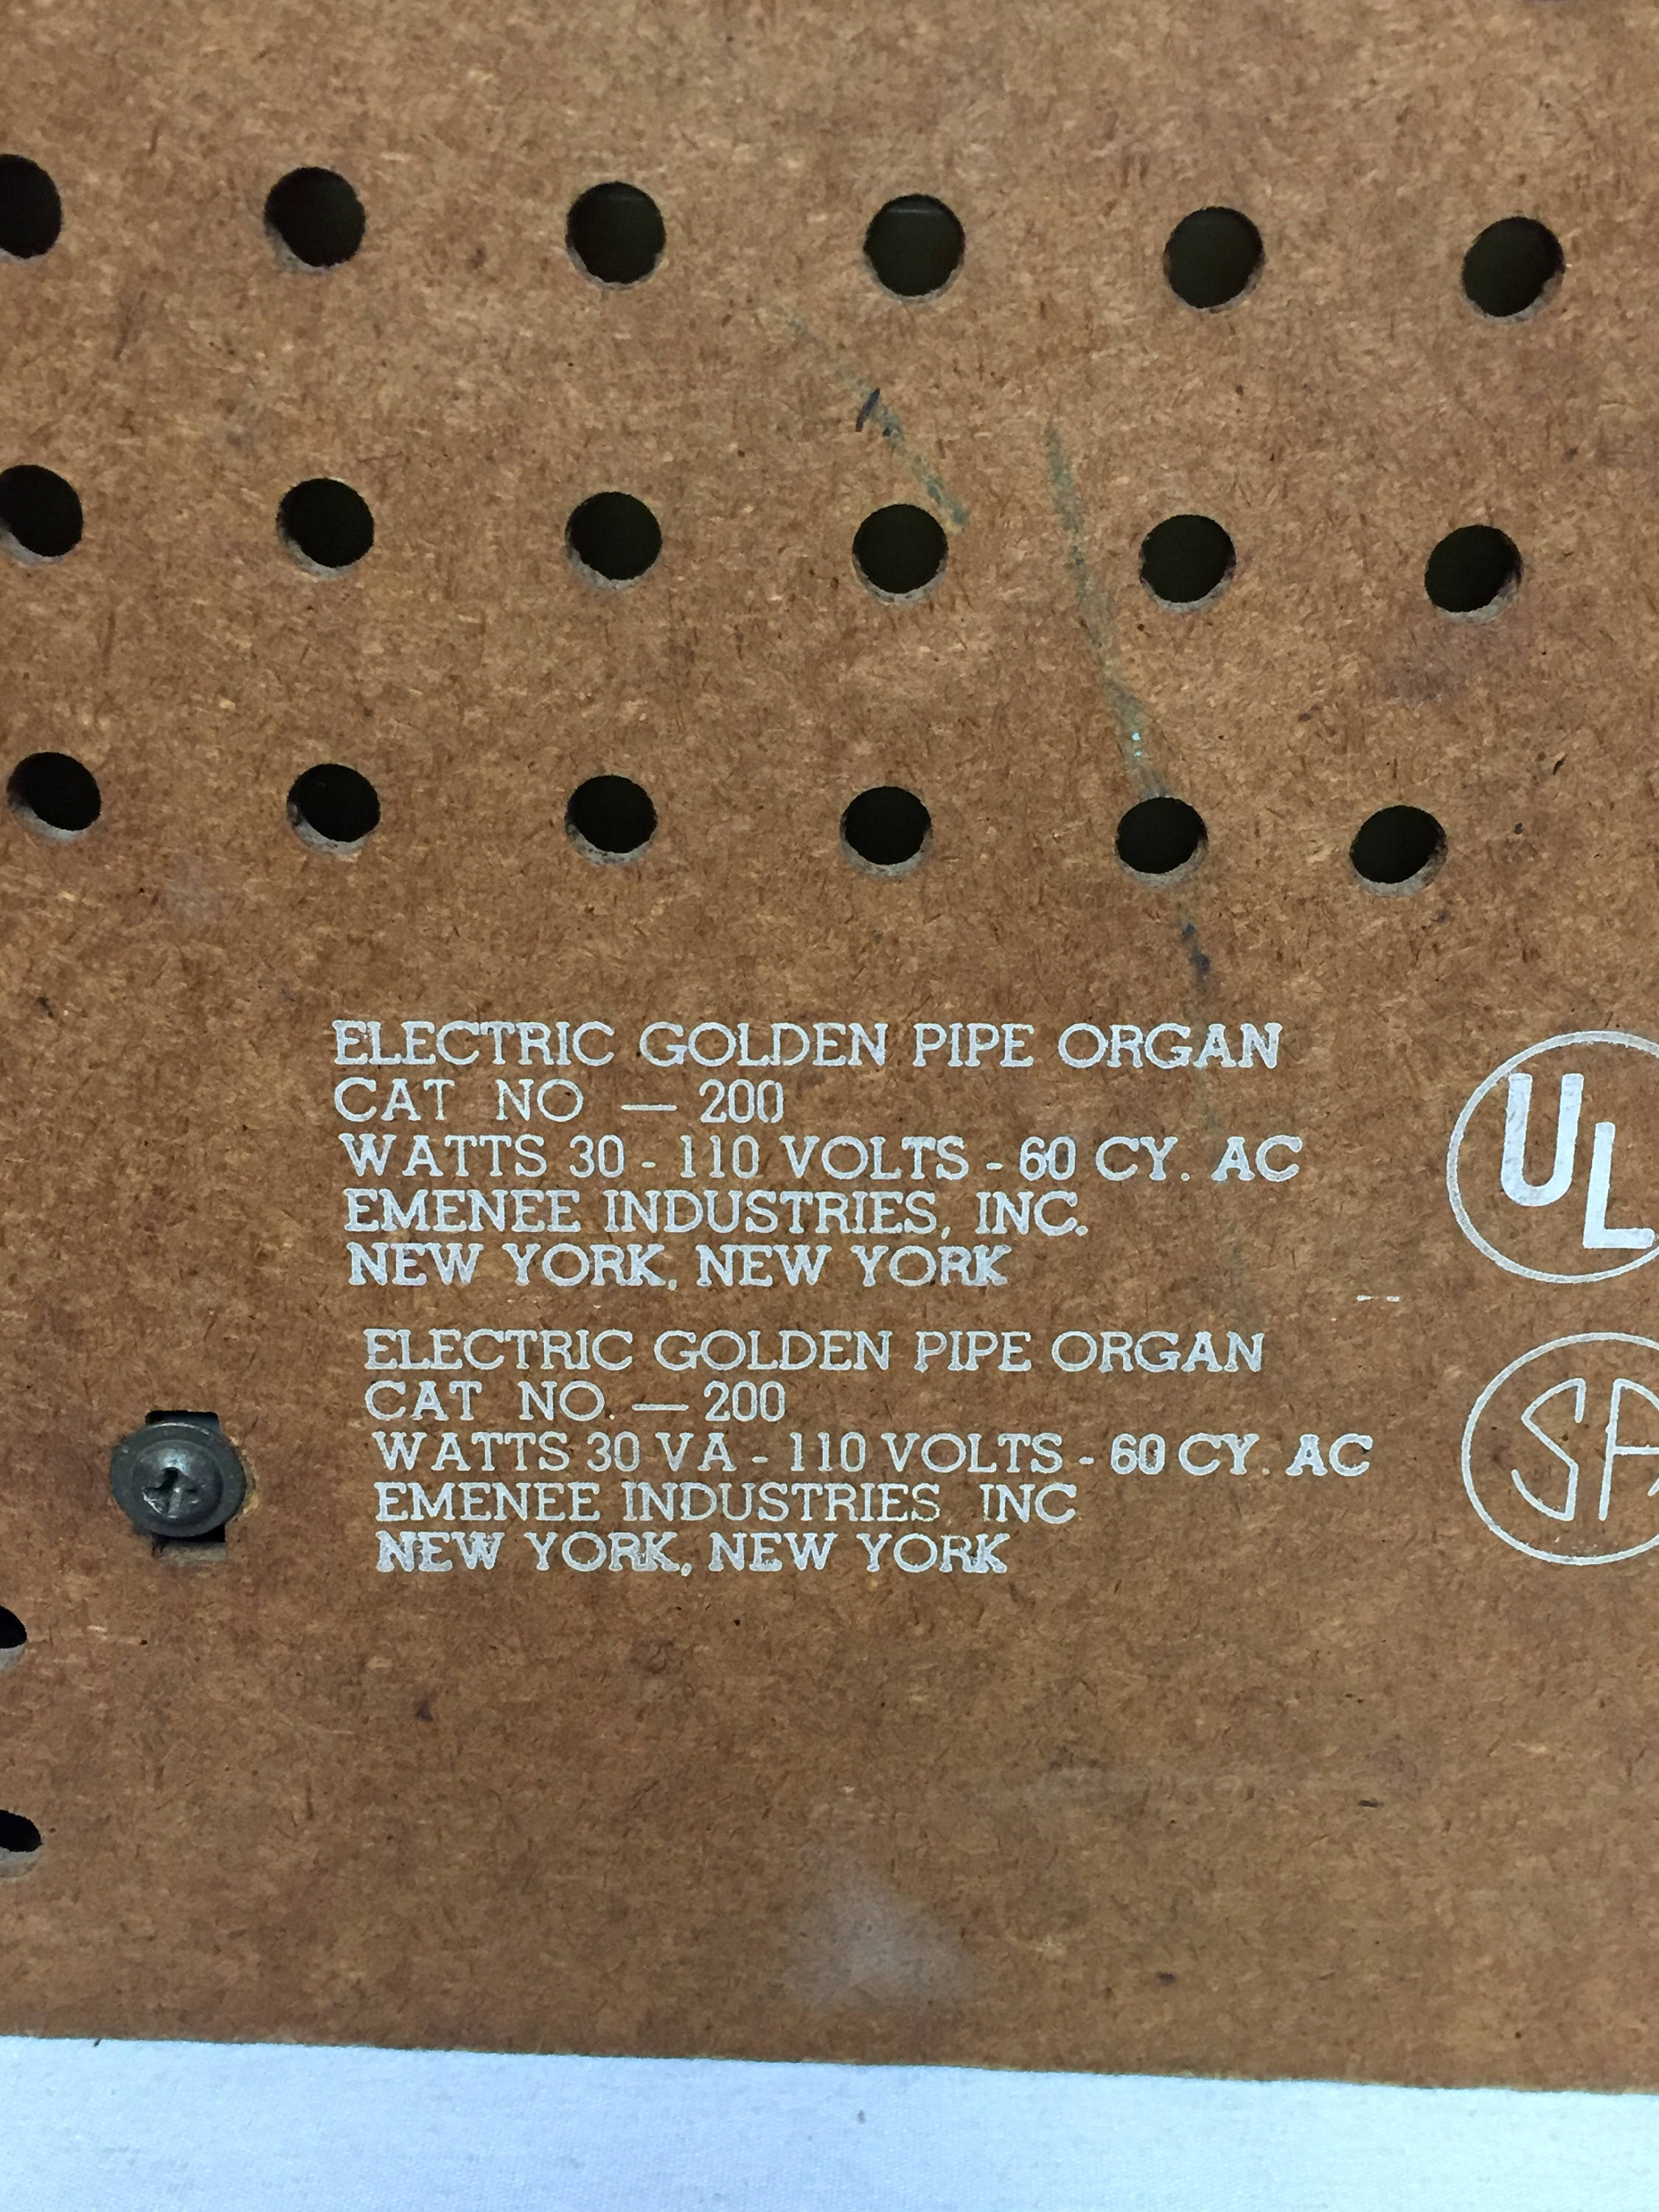 ELECTRIC GOLDEN PIPE ORGAN
CAT NO — 200
WATTS 30 - 110 VOLTS - 60 CY. AC
EMENEE INDUSTRIES, INC.
NEW YORK, NEW YORK
UL
ELECTRIC GOLDEN PIPE ORGAN
CAT NO. — 200
WATTS 30 VA - 110 VOLTS - 60 CY. AC
EMENEE INDUSTRIES INC
NEW YORK, NEW YORK